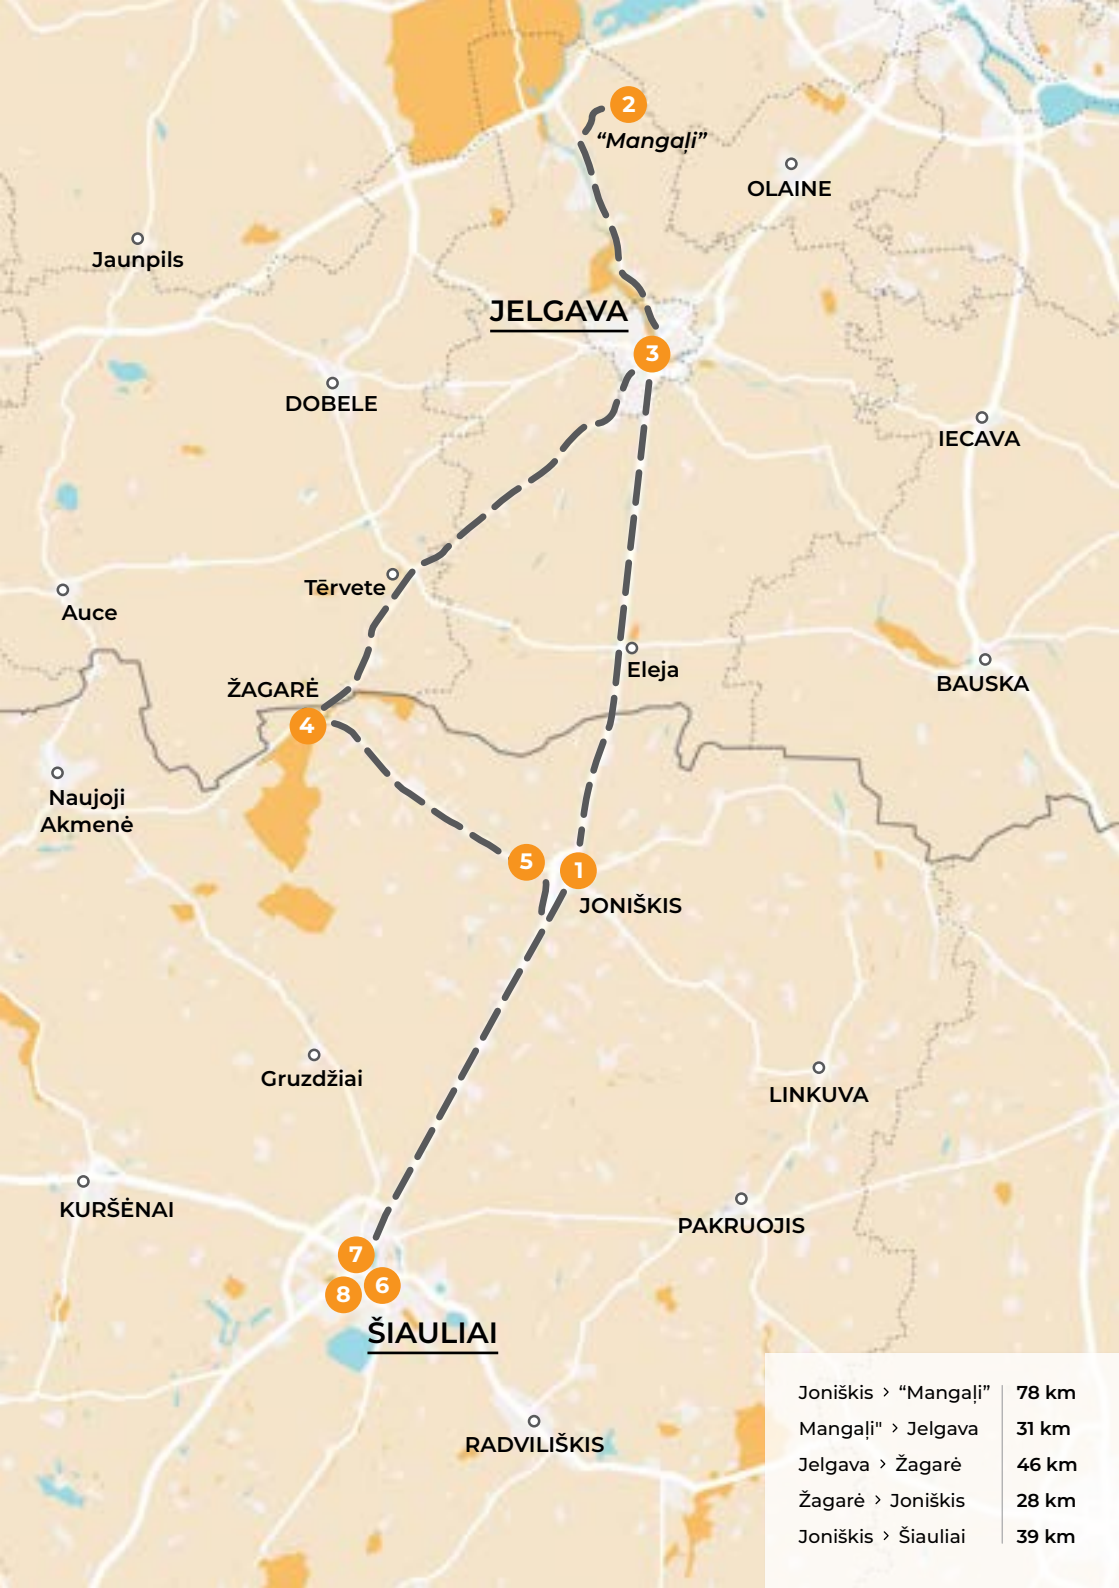 2
“Mangaļi”
OLAINE
Jaunpils
JELGAVA
3
DOBELE
IECAVA
Tērvete
Auce
Eleja
BAUSKA
ŽAGARĖ
4
Naujoji
Akmenė
5
1
JONIŠKIS
Gruzdžiai
LINKUVA
KURŠĖNAI
PAKRUOJIS
7
6
8
ŠIAULIAI
RADVILIŠKIS
Joniškis › “Mangaļi” 78 km
Mangaļi" › Jelgava 31 km
Jelgava › Žagarė 46 km
Žagarė › Joniškis 28 km
Joniškis › Šiauliai 39 km